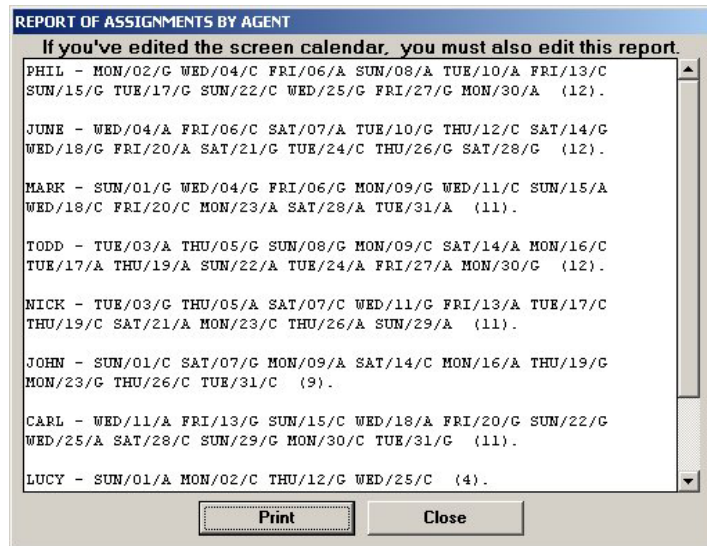 REPORT OF ASSIGNMENTS BY AGENT
If you've edited the screen calendar, you must also edit this report.
PHIL - MON/02/G WED/04/C FRI/06/A SUN/08/A TUE/10/A FRI/13/C
SUN/15/G TUE/17/G SUN/22/C WED/25/G FRI/27/G MON/30/A (12).
JUNE - WED/04/A FRI/06/C SAT/07/A TUE/10/G THU/12/C SAT/14/G
WED/18/G FRI/20/A SAT/21/G TUE/24/C THU/26/G SAT/28/G (12).
MARK - SUN/01/G WED/04/G FRI/06/G MON/09/G WED/11/C SUN/15/A
WED/18/C FRI/20/C MON/23/A SAT/28/A TUE/31/A (11).
TODD - TUE/03/A THU/05/G SUN/08/G MON/09/C SAT/14/A MON/16/C
TUE/17/A THU/19/A SUN/22/A TUE/24/A FRI/27/A MON/30/G (12).
NICK - TUE/03/G THU/05/A SAT/07/C WED/11/G FRI/13/A TUE/17/C
THU/19/C SAT/21/A MON/23/C THU/26/A SUN/29/A (11).
JOHN - SUN/01/C SAT/07/G MON/09/A SAT/14/C MON/16/A THU/19/G
MON/23/G THU/26/C TUE/31/C (9).
CARL - WED/11/A FRI/13/G SUN/15/C WED/18/A FRI/20/G SUN/22/G
WED/25/A SAT/28/C SUN/29/G MON/30/C TUE/31/G (11).
LUCY - SUN/01/A MON/02/C THU/12/G WED/25/C (4).
Print
Close